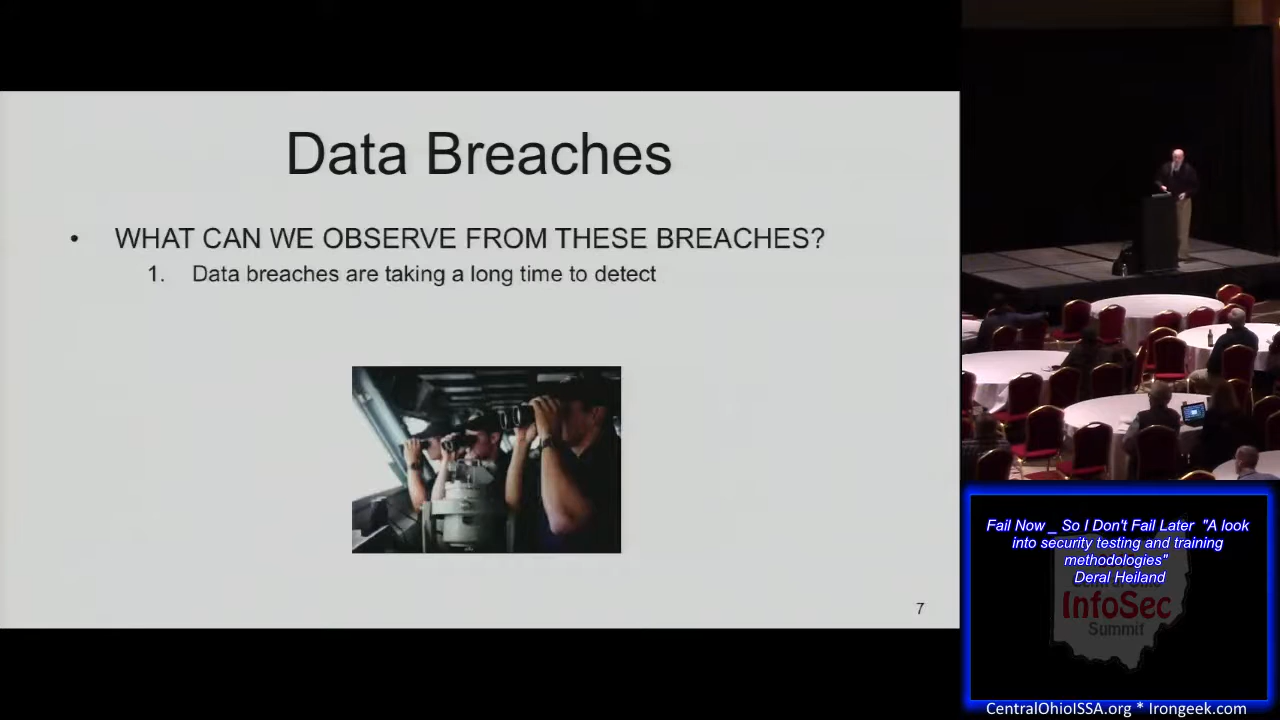 Data Breaches
• WHAT CAN WE OBSERVE FROM THESE BREACHES?
1. Data breaches are taking a long time to detect
7
Fail Now _ So I Don't Fail Later "A look
into security testing and training
methodologies"
Deral Heiland
InfoSec
Summit
CentralOhioISSA.org * Irongeek.com